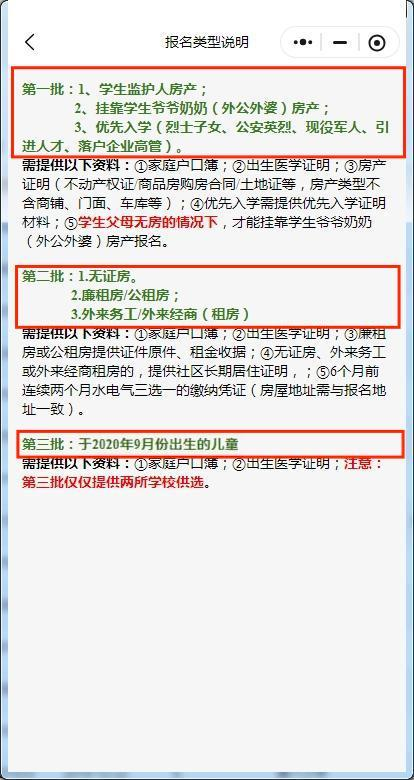 报名类型说明
第一批：1、学生监护人房产；
2、挂靠学生爷爷奶奶（外公外婆）房产；
3、优先入学（烈士子女、公安英烈、现役军人、引
进人才、落户企业高管）。
需提供以下资料：①家庭户口簿；②出生医学证明；③房产
证明（不动产权证/商品房购房合同/土地证等，房产类型不
含商铺、门面、车库等）；④优先入学需提供优先入学证明
材料；⑤学生父母无房的情况下，才能挂靠学生爷爷奶奶
（外公外婆）房产报名。
第二批：1.无证房。
2.廉租房/公租房；
3.外来务工/外来经商（租房）
需提供以下资料：①家庭户口簿；②出生医学证明；③廉租
房或公租房提供证件原件、租金收据；④无证房、外来务工
或外来经商租房的，提供社区长期居住证明，；⑤6个月前
连续两个月水电气三选一的缴纳凭证（房屋地址需与报名地
址一致）。
第三批：于2020年9月份出生的儿童
需提供以下资料：①家庭户口簿；②出生医学证明；注意：
第三批仅仅提供两所学校供选。